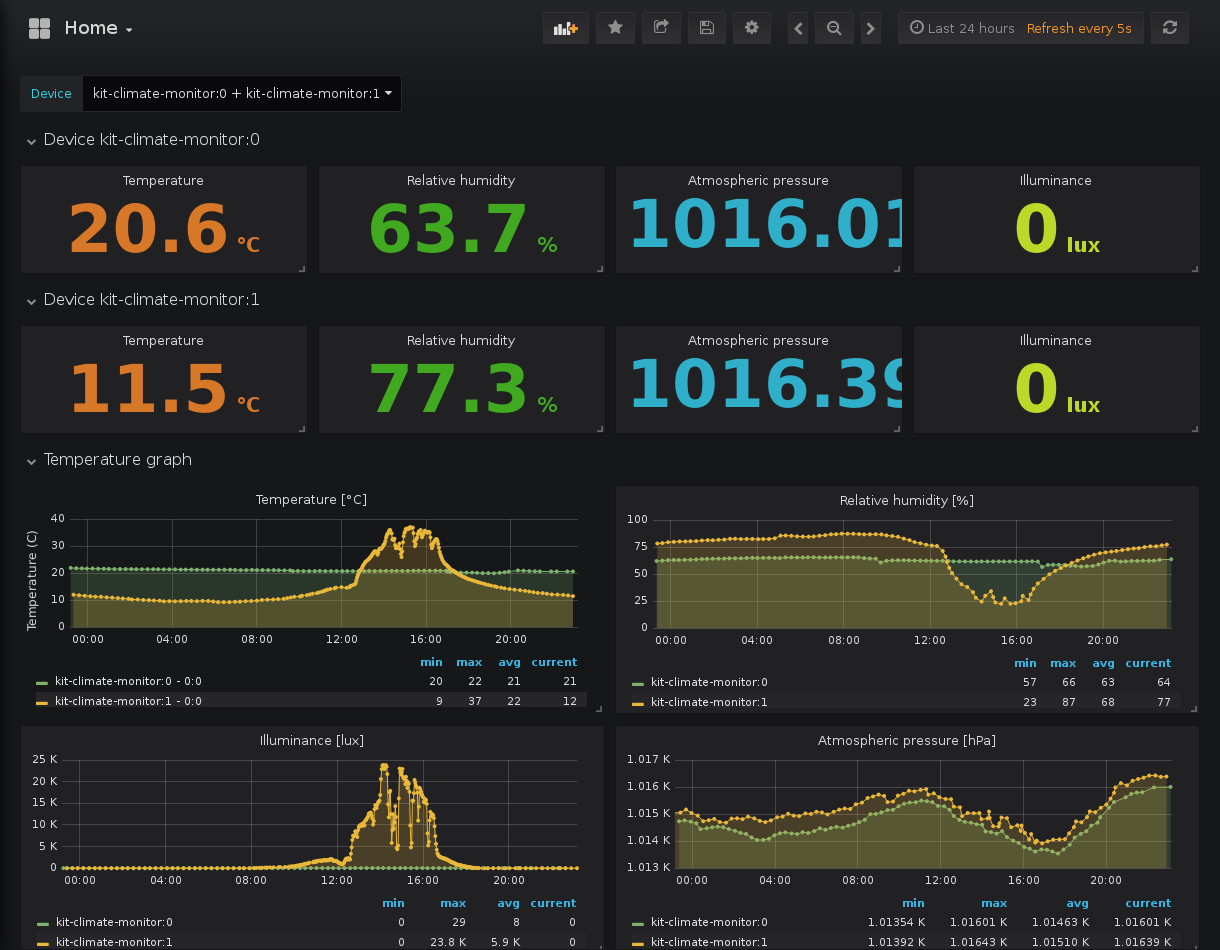 Home
Last 24 hours Refresh every 5s
Device kit-climate-monitor:0 + kit-climate-monitor:1
Device kit-climate-monitor:0
Temperature Relative humidity Atmospheric pressure Illuminance
20.6 °C 63.7 % 1016.01 0 lux
Device kit-climate-monitor:1
Temperature Relative humidity Atmospheric pressure Illuminance
11.5 °C 77.3 % 1016.39 0 lux
Temperature graph
Temperature [°C]
Temperature (C)
40
30
20
10
0
00:00 04:00 08:00 12:00 16:00 20:00
min max avg current
kit-climate-monitor:0 - 0:0 20 22 21 21
kit-climate-monitor:1 - 0:0 9 37 22 12
Relative humidity [%]
100
75
50
25
0
00:00 04:00 08:00 12:00 16:00 20:00
min max avg current
kit-climate-monitor:0 57 66 63 64
kit-climate-monitor:1 23 87 68 77
Illuminance [lux]
25 K
20 K
15 K
10 K
5 K
0
00:00 04:00 08:00 12:00 16:00 20:00
min max avg current
kit-climate-monitor:0 0 29 8 0
kit-climate-monitor:1 0 23.8 K 5.9 K 0
Atmospheric pressure [hPa]
1.017 K
1.016 K
1.015 K
1.014 K
1.013 K
00:00 04:00 08:00 12:00 16:00 20:00
min max avg current
kit-climate-monitor:0 1.01354 K 1.01601 K 1.01463 K 1.01601 K
kit-climate-monitor:1 1.01392 K 1.01643 K 1.01510 K 1.01639 K